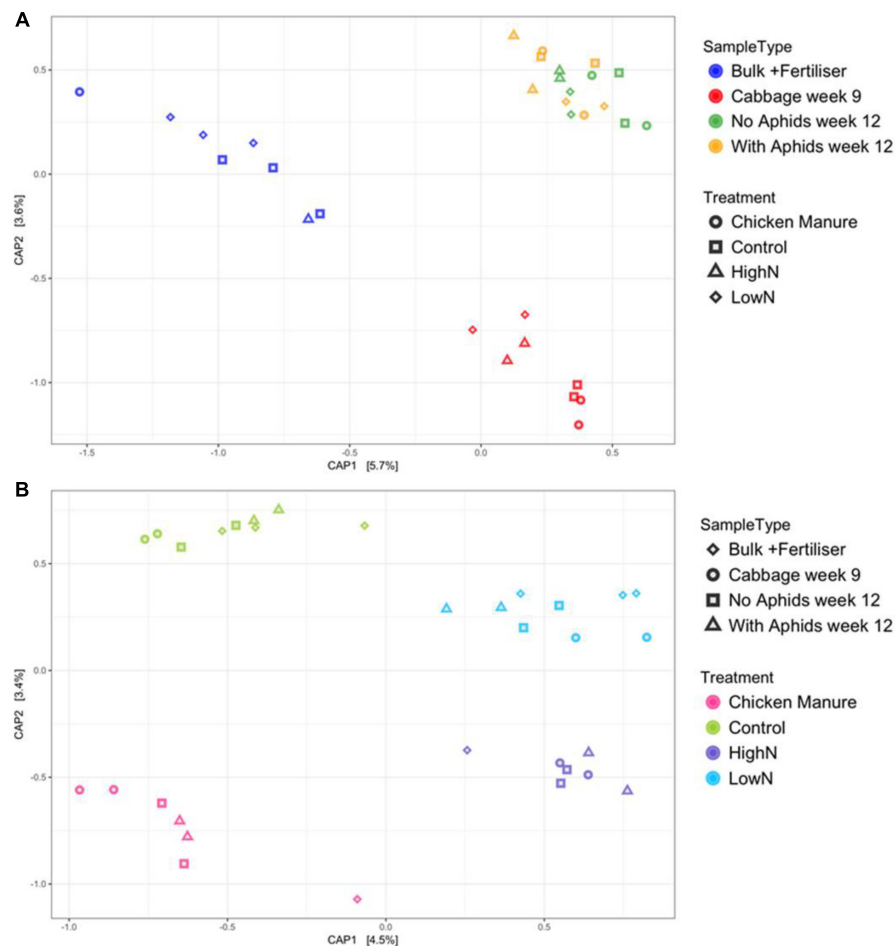 A
0.5
0.0
-0.5
-1.0
CAP2 [3.6%]
-1.5
-1.0
-0.5
0.0
0.5
CAP1 [5.7%]
SampleType
Bulk +Fertiliser
Cabbage week 9
No Aphids week 12
With Aphids week 12
Treatment
Chicken Manure
Control
HighN
LowN
B
0.5
0.0
-0.5
-1.0
CAP2 [3.4%]
-1.0
-0.5
0.0
0.5
CAP1 [4.5%]
SampleType
Bulk +Fertiliser
Cabbage week 9
No Aphids week 12
With Aphids week 12
Treatment
Chicken Manure
Control
HighN
LowN